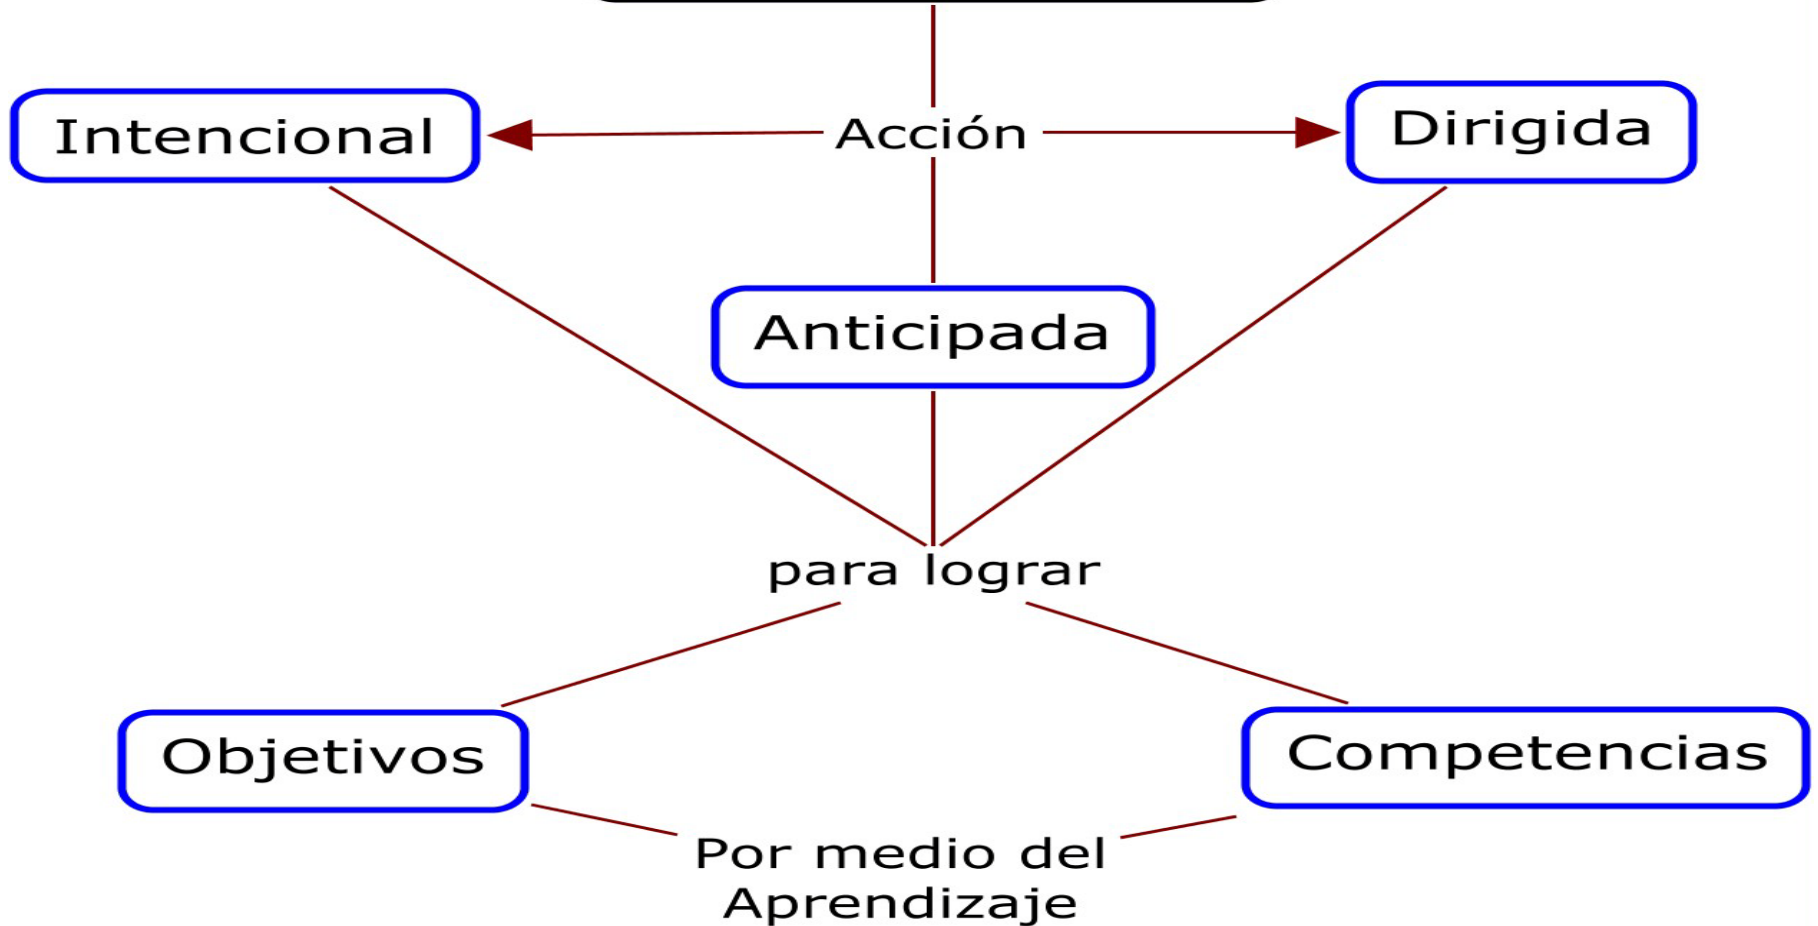 Intencional
Acción
Dirigida
Anticipada
para lograr
Objetivos
Competencias
Por medio del
Aprendizaje